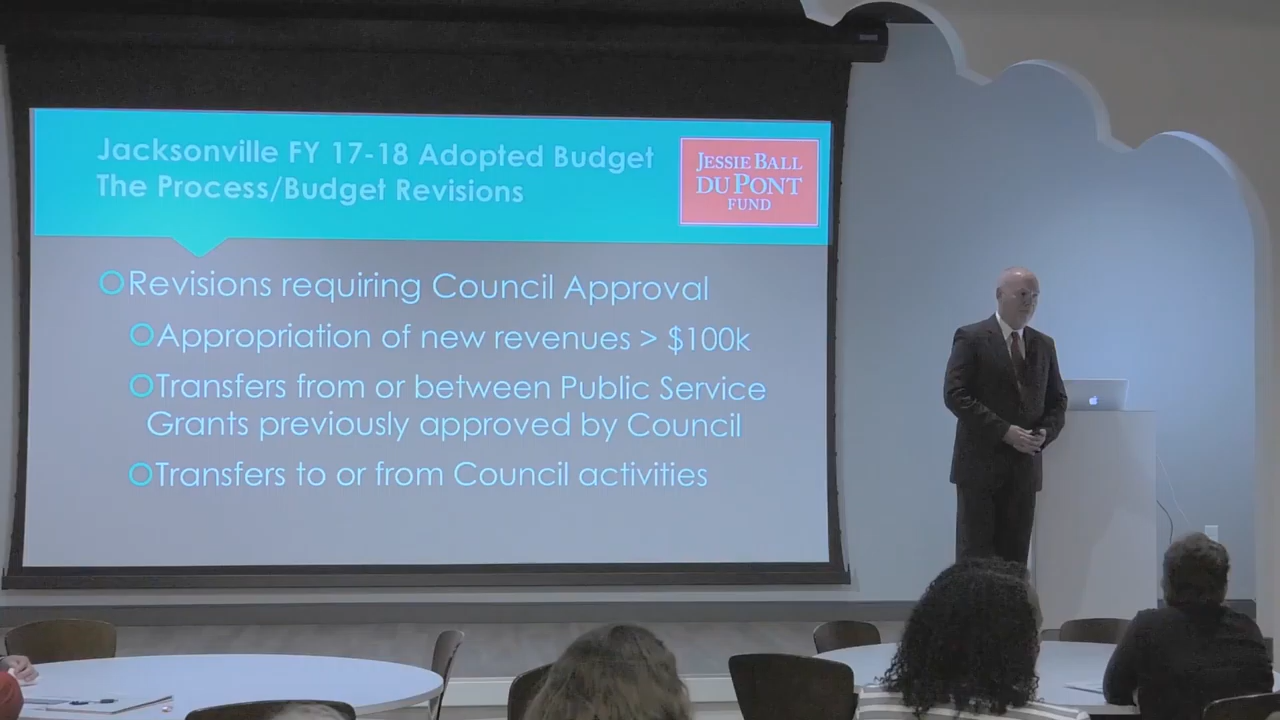 Jacksonville FY 17-18 Adopted Budget
The Process/Budget Revisions
JESSIE BALL
DU PONT
FUND
Revisions requiring Council Approval
Appropriation of new revenues > $100k
Transfers from or between Public Service
Grants previously approved by Council
Transfers to or from Council activities